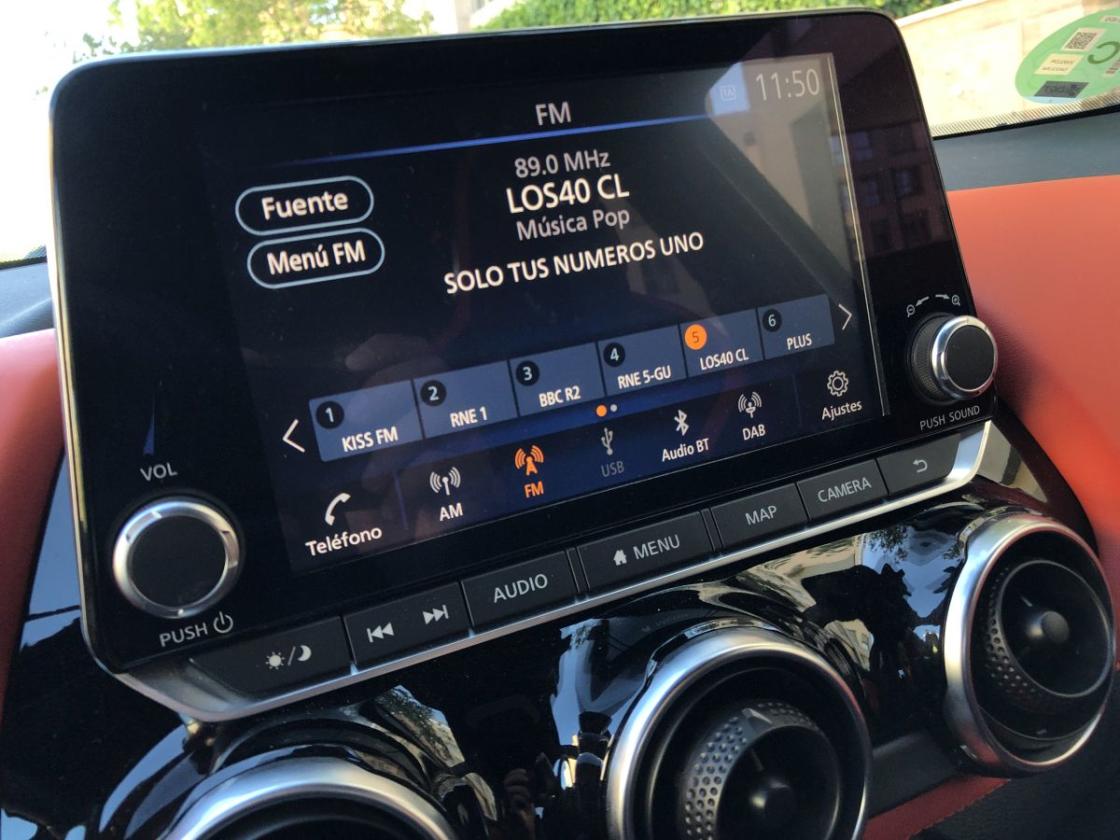 FM
TA
11:50
89.0 MHz
LOS40 CL
Música Pop
SOLO TUS NUMEROS UNO
Fuente
Menú FM
1 KISS FM
2 RNE 1
3 BBC R2
4 RNE 5-GU
5 LOS40 CL
6 PLUS
Teléfono
AM
FM
USB
Audio BT
DAB
Ajustes
VOL
PUSH
PUSH SOUND
AUDIO
MENU
MAP
CAMERA
C